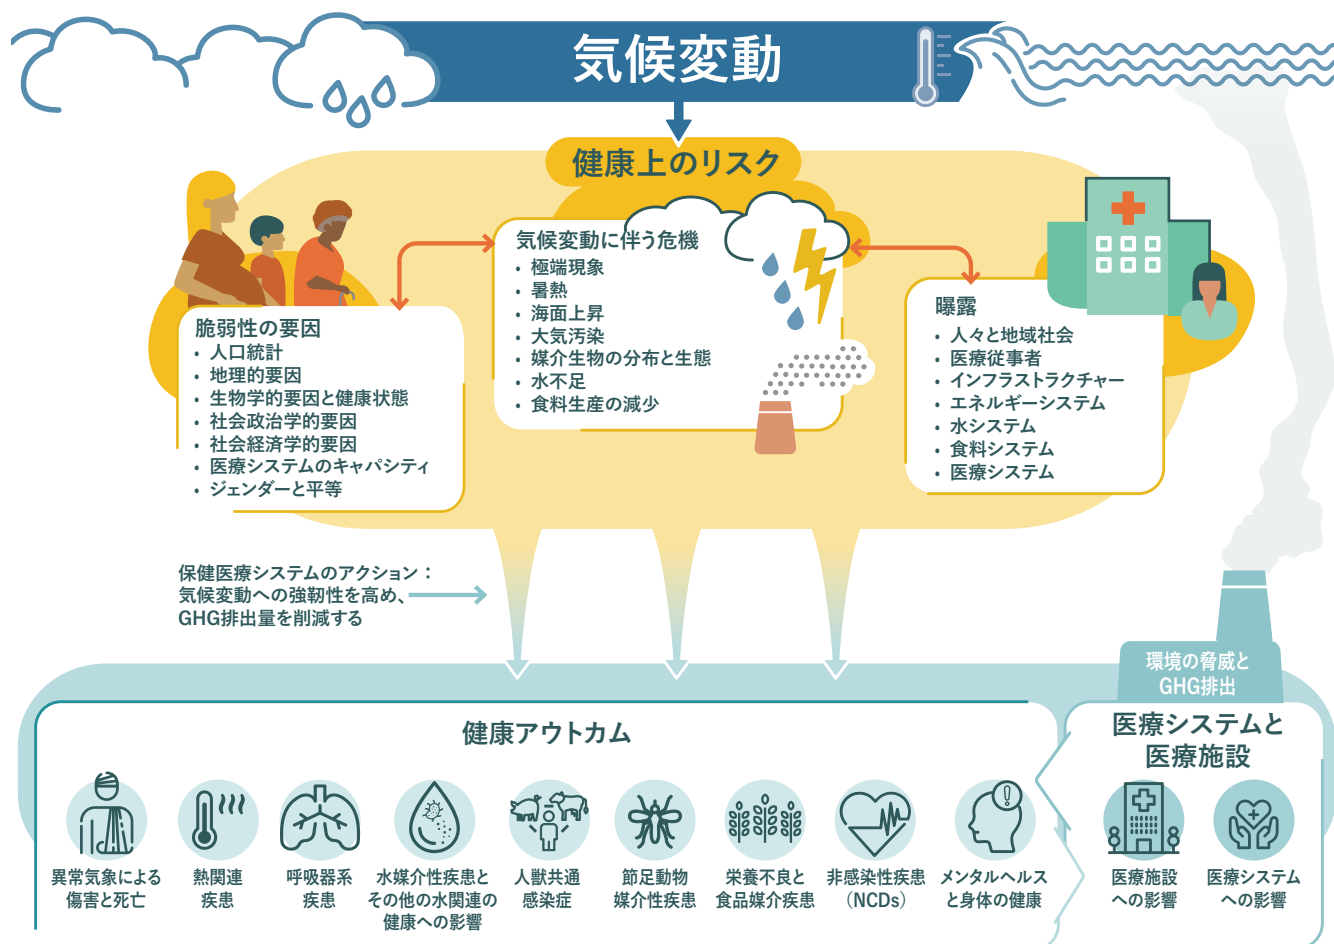 気候変動
健康上のリスク
気候変動に伴う危機
• 極端現象
• 暑熱
• 海面上昇
• 大気汚染
• 媒介生物の分布と生態
• 水不足
• 食料生産の減少
脆弱性の要因
• 人口統計
• 地理的要因
• 生物学的要因と健康状態
• 社会政治学的要因
• 社会経済学的要因
• 医療システムのキャパシティ
• ジェンダーと平等
曝露
• 人々と地域社会
• 医療従事者
• インフラストラクチャー
• エネルギーシステム
• 水システム
• 食料システム
• 医療システム
保健医療システムのアクション：
気候変動への強靭性を高め、
GHG排出量を削減する
環境の脅威と
GHG排出
健康アウトカム
医療システムと
医療施設
異常気象による
傷害と死亡
熱関連
疾患
呼吸器系
疾患
水媒介性疾患と
その他の水関連の
健康への影響
人獣共通
感染症
節足動物
媒介性疾患
栄養不良と
食品媒介疾患
非感染性疾患
（NCDs）
メンタルヘルス
と身体の健康
医療施設
への影響
医療システム
への影響